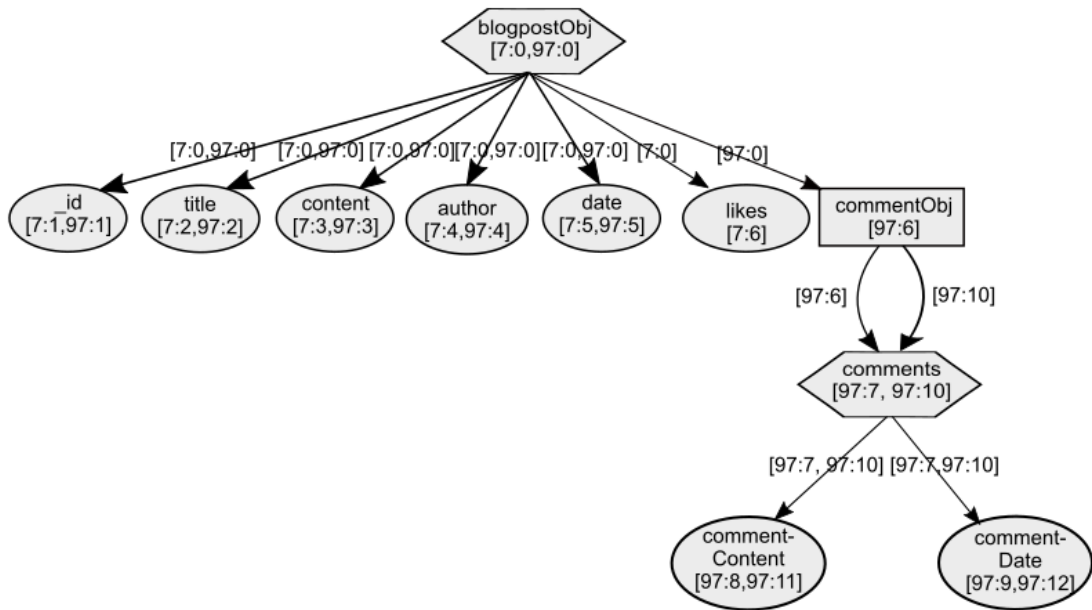 blogpostObj
[7:0,97:0]
[7:0,97:0]
[7:0,97:0]
[7:0,97:0]
[7:0,97:0]
[7:0,97:0]
[7:0]
[97:0]
_id
[7:1,97:1]
title
[7:2,97:2]
content
[7:3,97:3]
author
[7:4,97:4]
date
[7:5,97:5]
likes
[7:6]
commentObj
[97:6]
[97:6]
[97:10]
comments
[97:7, 97:10]
[97:7, 97:10]
[97:7,97:10]
comment-
Content
[97:8,97:11]
comment-
Date
[97:9,97:12]